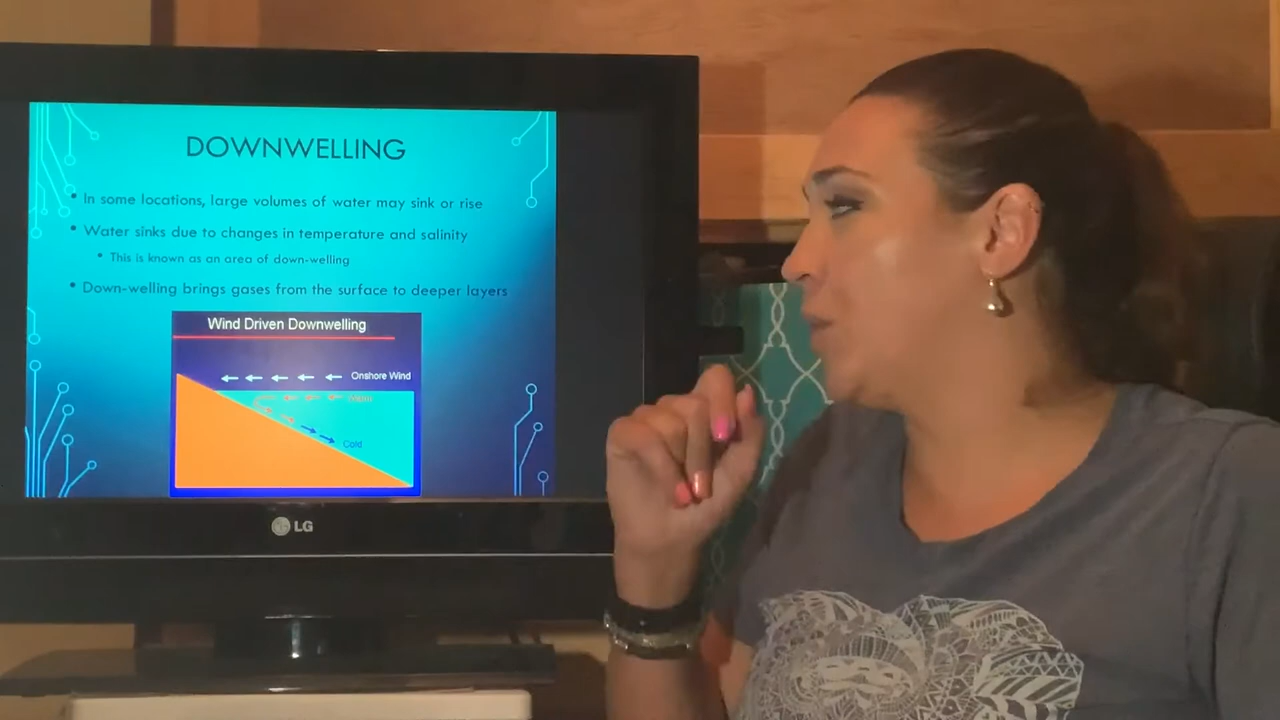 DOWNWELLING
• In some locations, large volumes of water may sink or rise
• Water sinks due to changes in temperature and salinity
• This is known as an area of down-welling
• Down-welling brings gases from the surface to deeper layers
Wind Driven Downwelling
Onshore Wind
Warm
Cold
LG